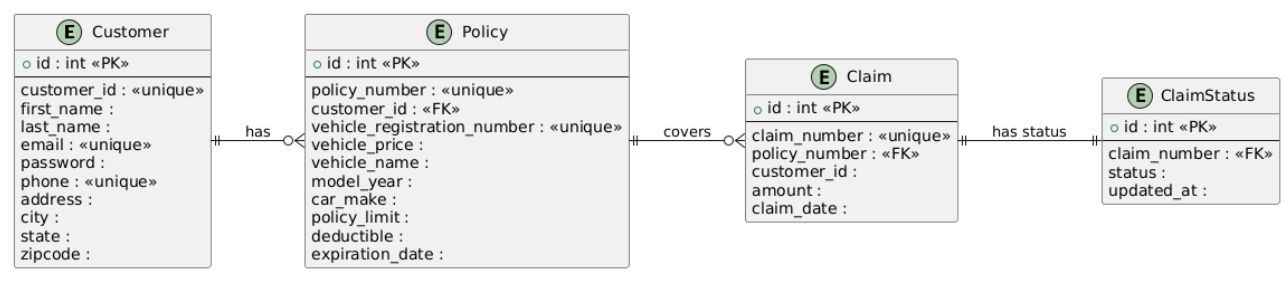 E Customer
id : int «PK»
customer_id : «unique»
first_name :
last_name :
email : «unique»
password :
phone : «unique»
address :
city :
state :
zipcode :
has
E Policy
id : int «PK»
policy_number : «unique»
customer_id : «FK»
vehicle_registration_number : «unique»
vehicle_price :
vehicle_name :
model_year :
car_make :
policy_limit :
deductible :
expiration_date :
covers
E Claim
id : int «PK»
claim_number : «unique»
policy_number : «FK»
customer_id :
amount :
claim_date :
has status
E ClaimStatus
id : int «PK»
claim_number : «FK»
status :
updated_at :